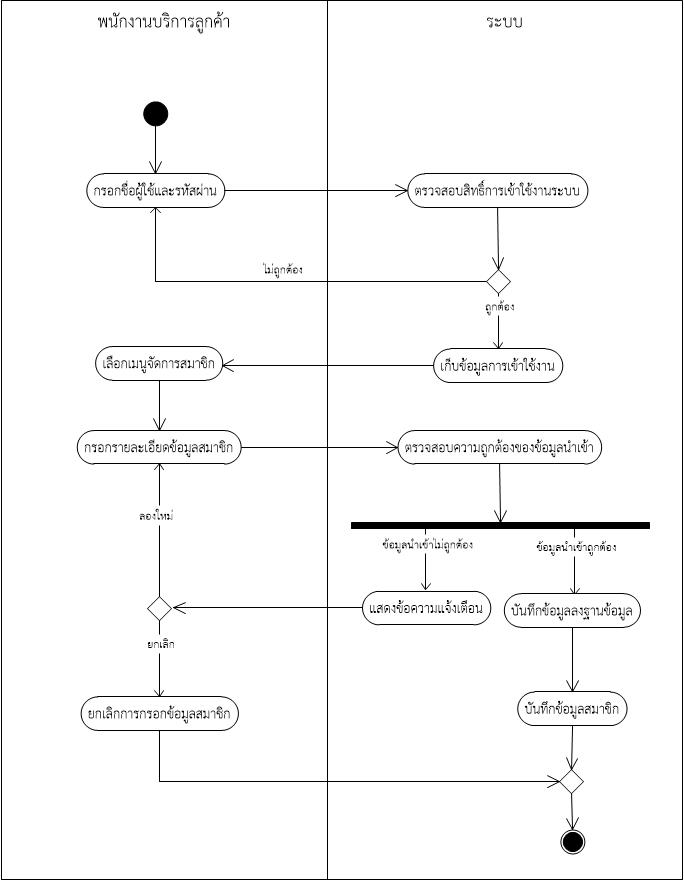 พนักงานบริการลูกค้า
ระบบ
กรอกชื่อผู้ใช้และรหัสผ่าน
ตรวจสอบสิทธิ์การเข้าใช้งานระบบ
ไม่ถูกต้อง
ถูกต้อง
เลือกเมนูจัดการสมาชิก
เก็บข้อมูลการเข้าใช้งาน
กรอกรายละเอียดข้อมูลสมาชิก
ตรวจสอบความถูกต้องของข้อมูลนำเข้า
ลองใหม่
ข้อมูลนำเข้าไม่ถูกต้อง
ข้อมูลนำเข้าถูกต้อง
แสดงข้อความแจ้งเตือน
บันทึกข้อมูลลงฐานข้อมูล
ยกเลิก
ยกเลิกการกรอกข้อมูลสมาชิก
บันทึกข้อมูลสมาชิก